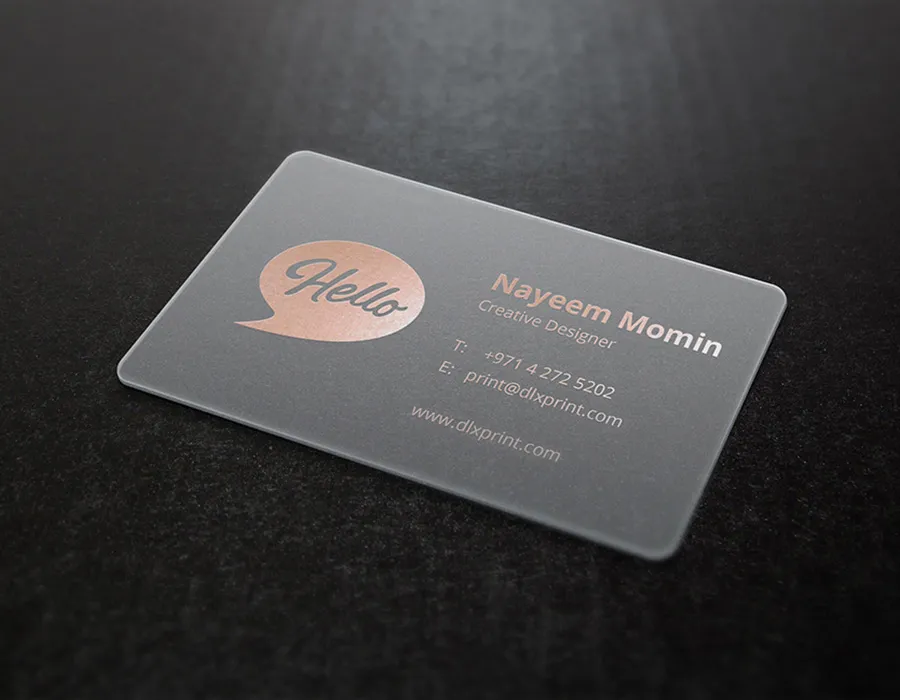 Hello
Nayeem Momin
Creative Designer
T: +971 4 272 5202
E: print@dlxprint.com
www.dlxprint.com